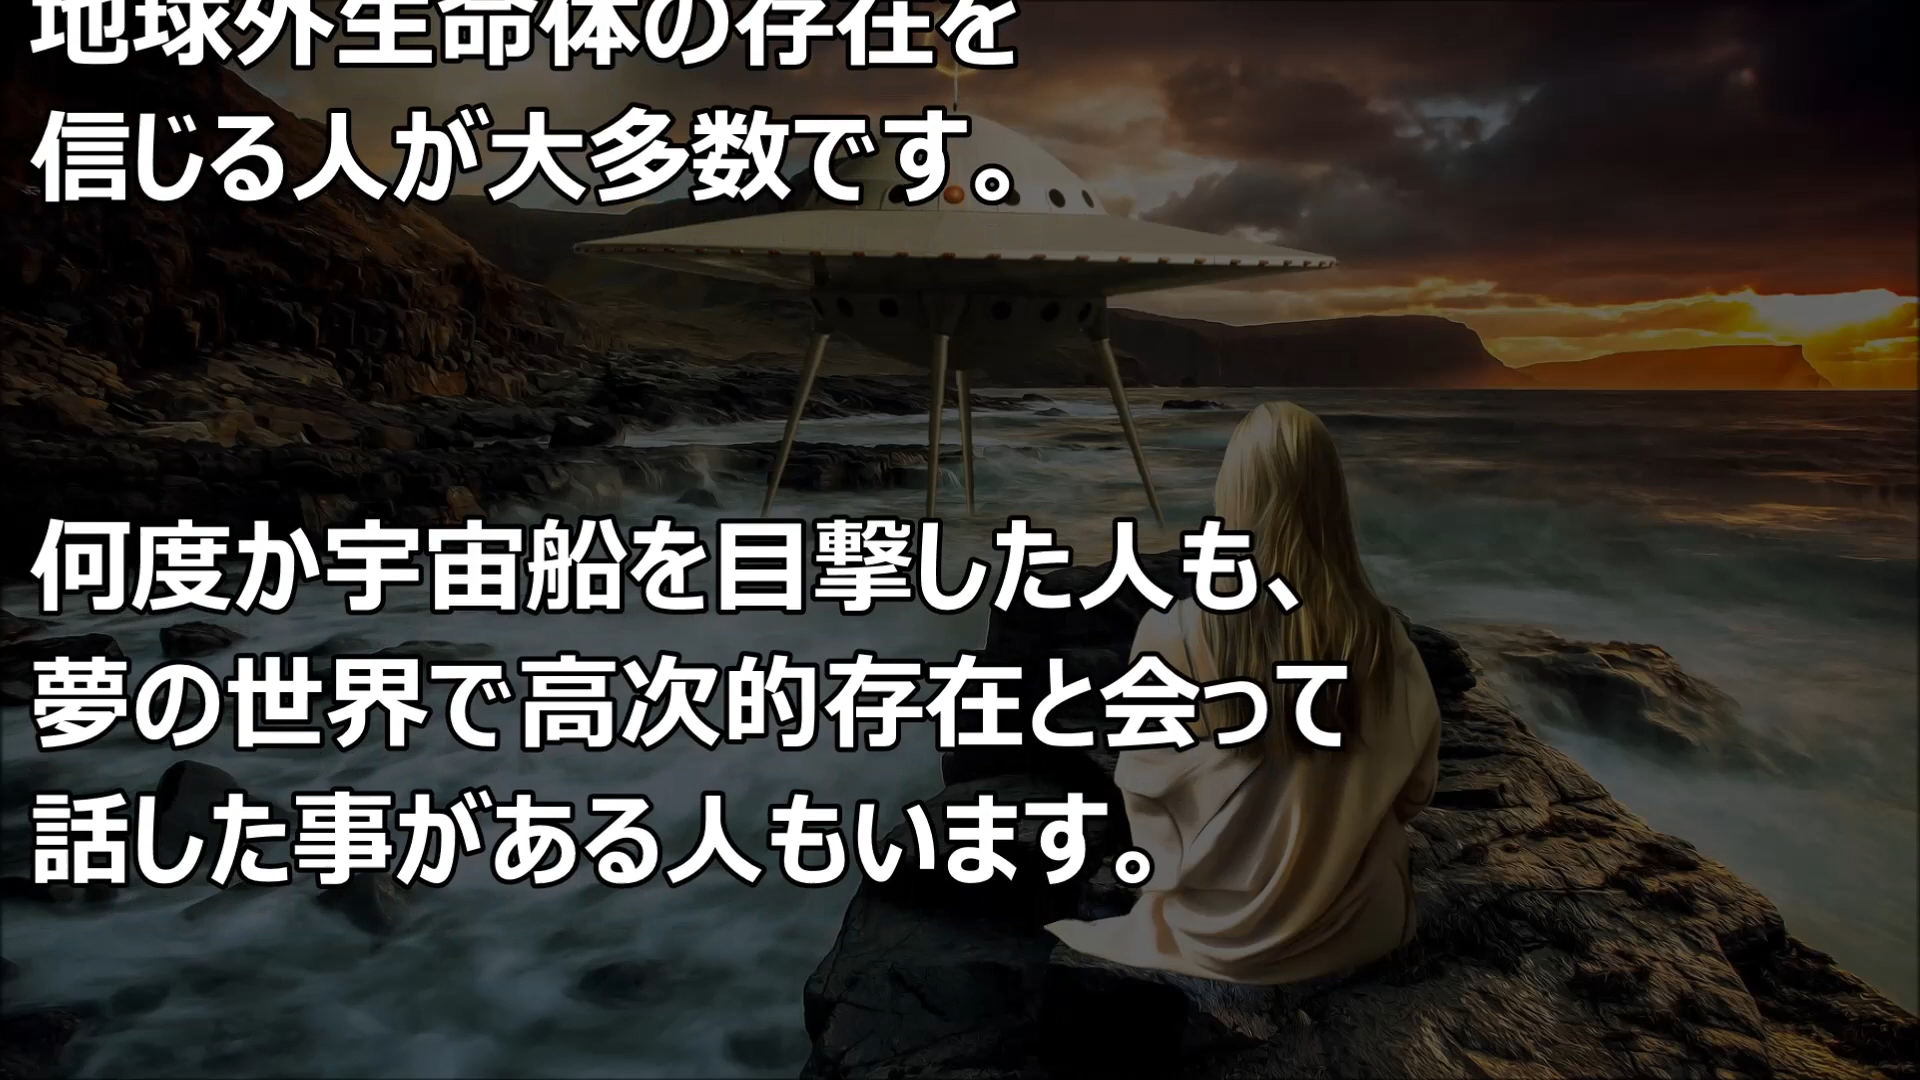 地球外生命体の存在を
信じる人が大多数です。
何度か宇宙船を目撃した人も、
夢の世界で高次的存在と会って
話した事がある人もいます。